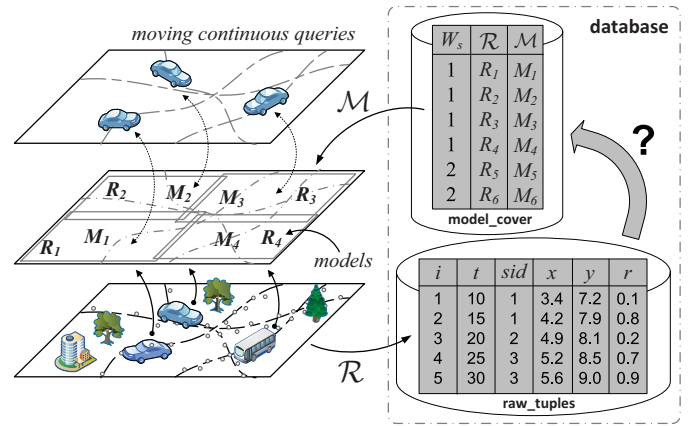 moving continuous queries
database
W_s ℛ ℳ
1 R_1 M_1
1 R_2 M_2
1 R_3 M_3
1 R_4 M_4
2 R_5 M_5
2 R_6 M_6
model_cover
ℳ
?
R_2 M_2 M_3 R_3
R_1 M_1 M_4 R_4
models
ℛ
i t sid x y r
1 10 1 3.4 7.2 0.1
2 15 1 4.2 7.9 0.8
3 20 2 4.9 8.1 0.2
4 25 3 5.2 8.5 0.7
5 30 3 5.6 9.0 0.9
raw_tuples